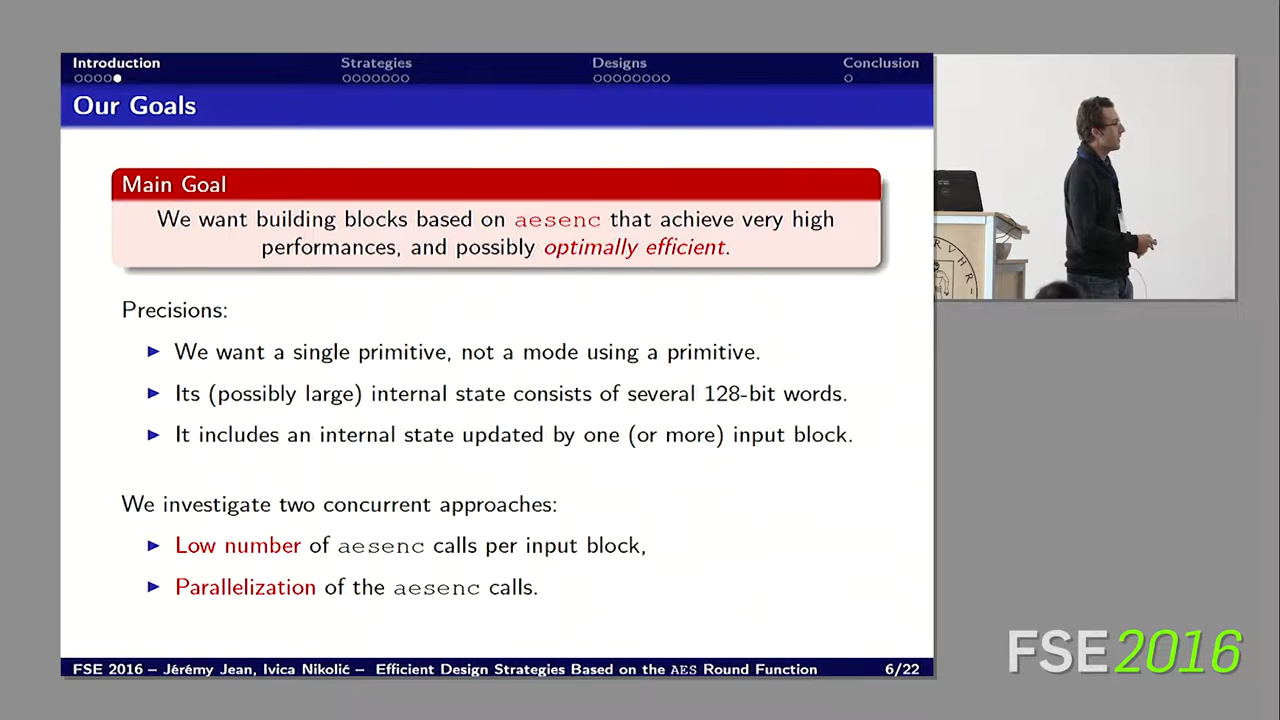 Introduction Strategies Designs Conclusion
Our Goals
Main Goal
We want building blocks based on aesenc that achieve very high
performances, and possibly optimally efficient.
Precisions:
We want a single primitive, not a mode using a primitive.
Its (possibly large) internal state consists of several 128-bit words.
It includes an internal state updated by one (or more) input block.
We investigate two concurrent approaches:
Low number of aesenc calls per input block,
Parallelization of the aesenc calls.
FSE 2016 – Jérémy Jean, Ivica Nikolić – Efficient Design Strategies Based on the AES Round Function 6/22
FSE2016